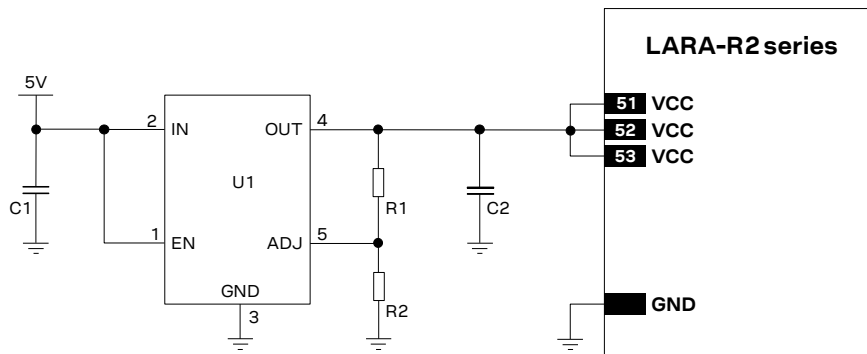 LARA-R2 series
5V
51 VCC
2 IN OUT 4
52 VCC
53 VCC
U1
C1 R1 C2
1 EN ADJ 5
GND
3
R2
GND